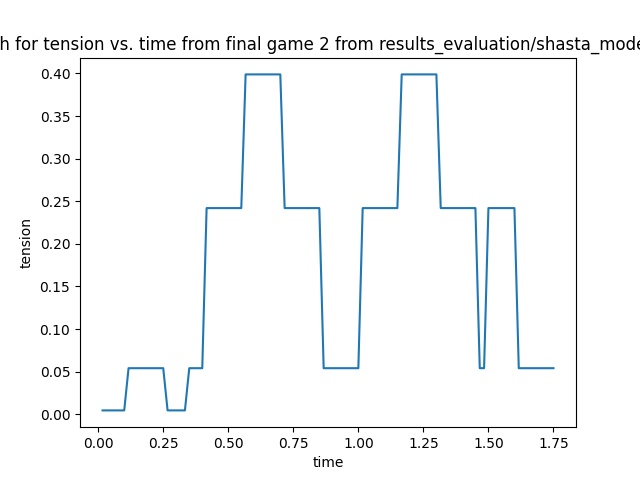 h for tension vs. time from final game 2 from results_evaluation/shasta_mode
0.40
0.35
0.30
0.25
0.20
0.15
0.10
0.05
0.00
tension
0.00 0.25 0.50 0.75 1.00 1.25 1.50 1.75
time